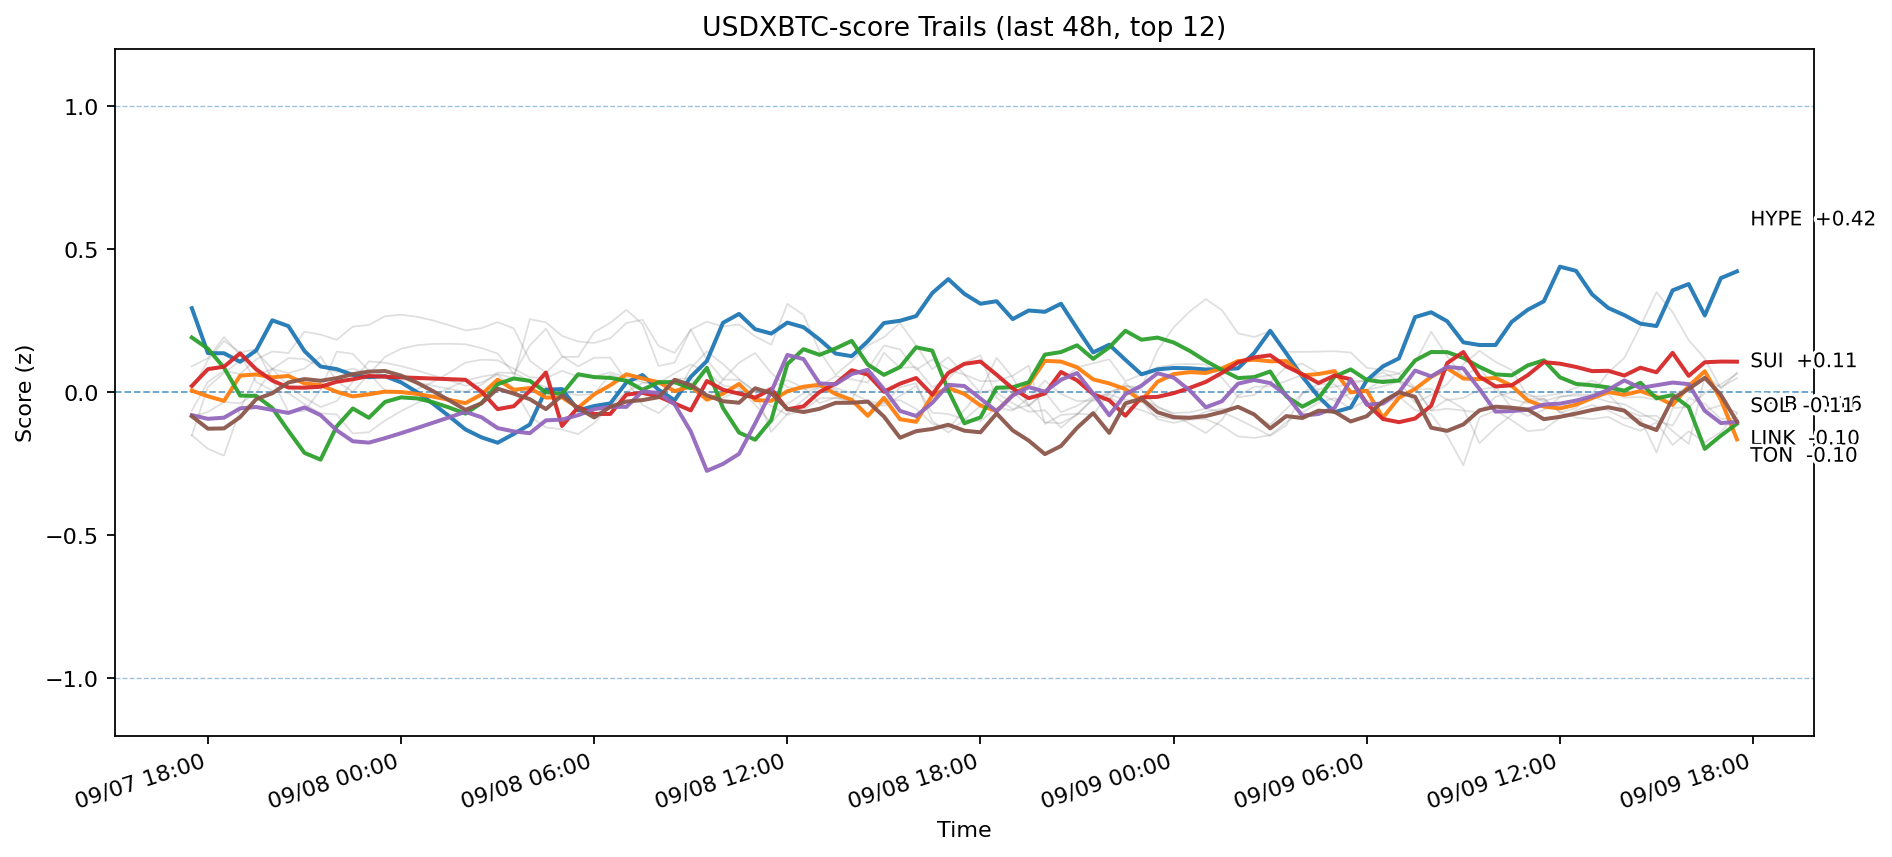 USDXBTC-score Trails (last 48h, top 12)
Score (z)
1.0
0.5
0.0
−0.5
−1.0
HYPE +0.42
SUI +0.11
SOL -0.11
LINK -0.10
TON -0.10
09/07 18:00
09/08 00:00
09/08 06:00
09/08 12:00
09/08 18:00
09/09 00:00
09/09 06:00
09/09 12:00
09/09 18:00
Time